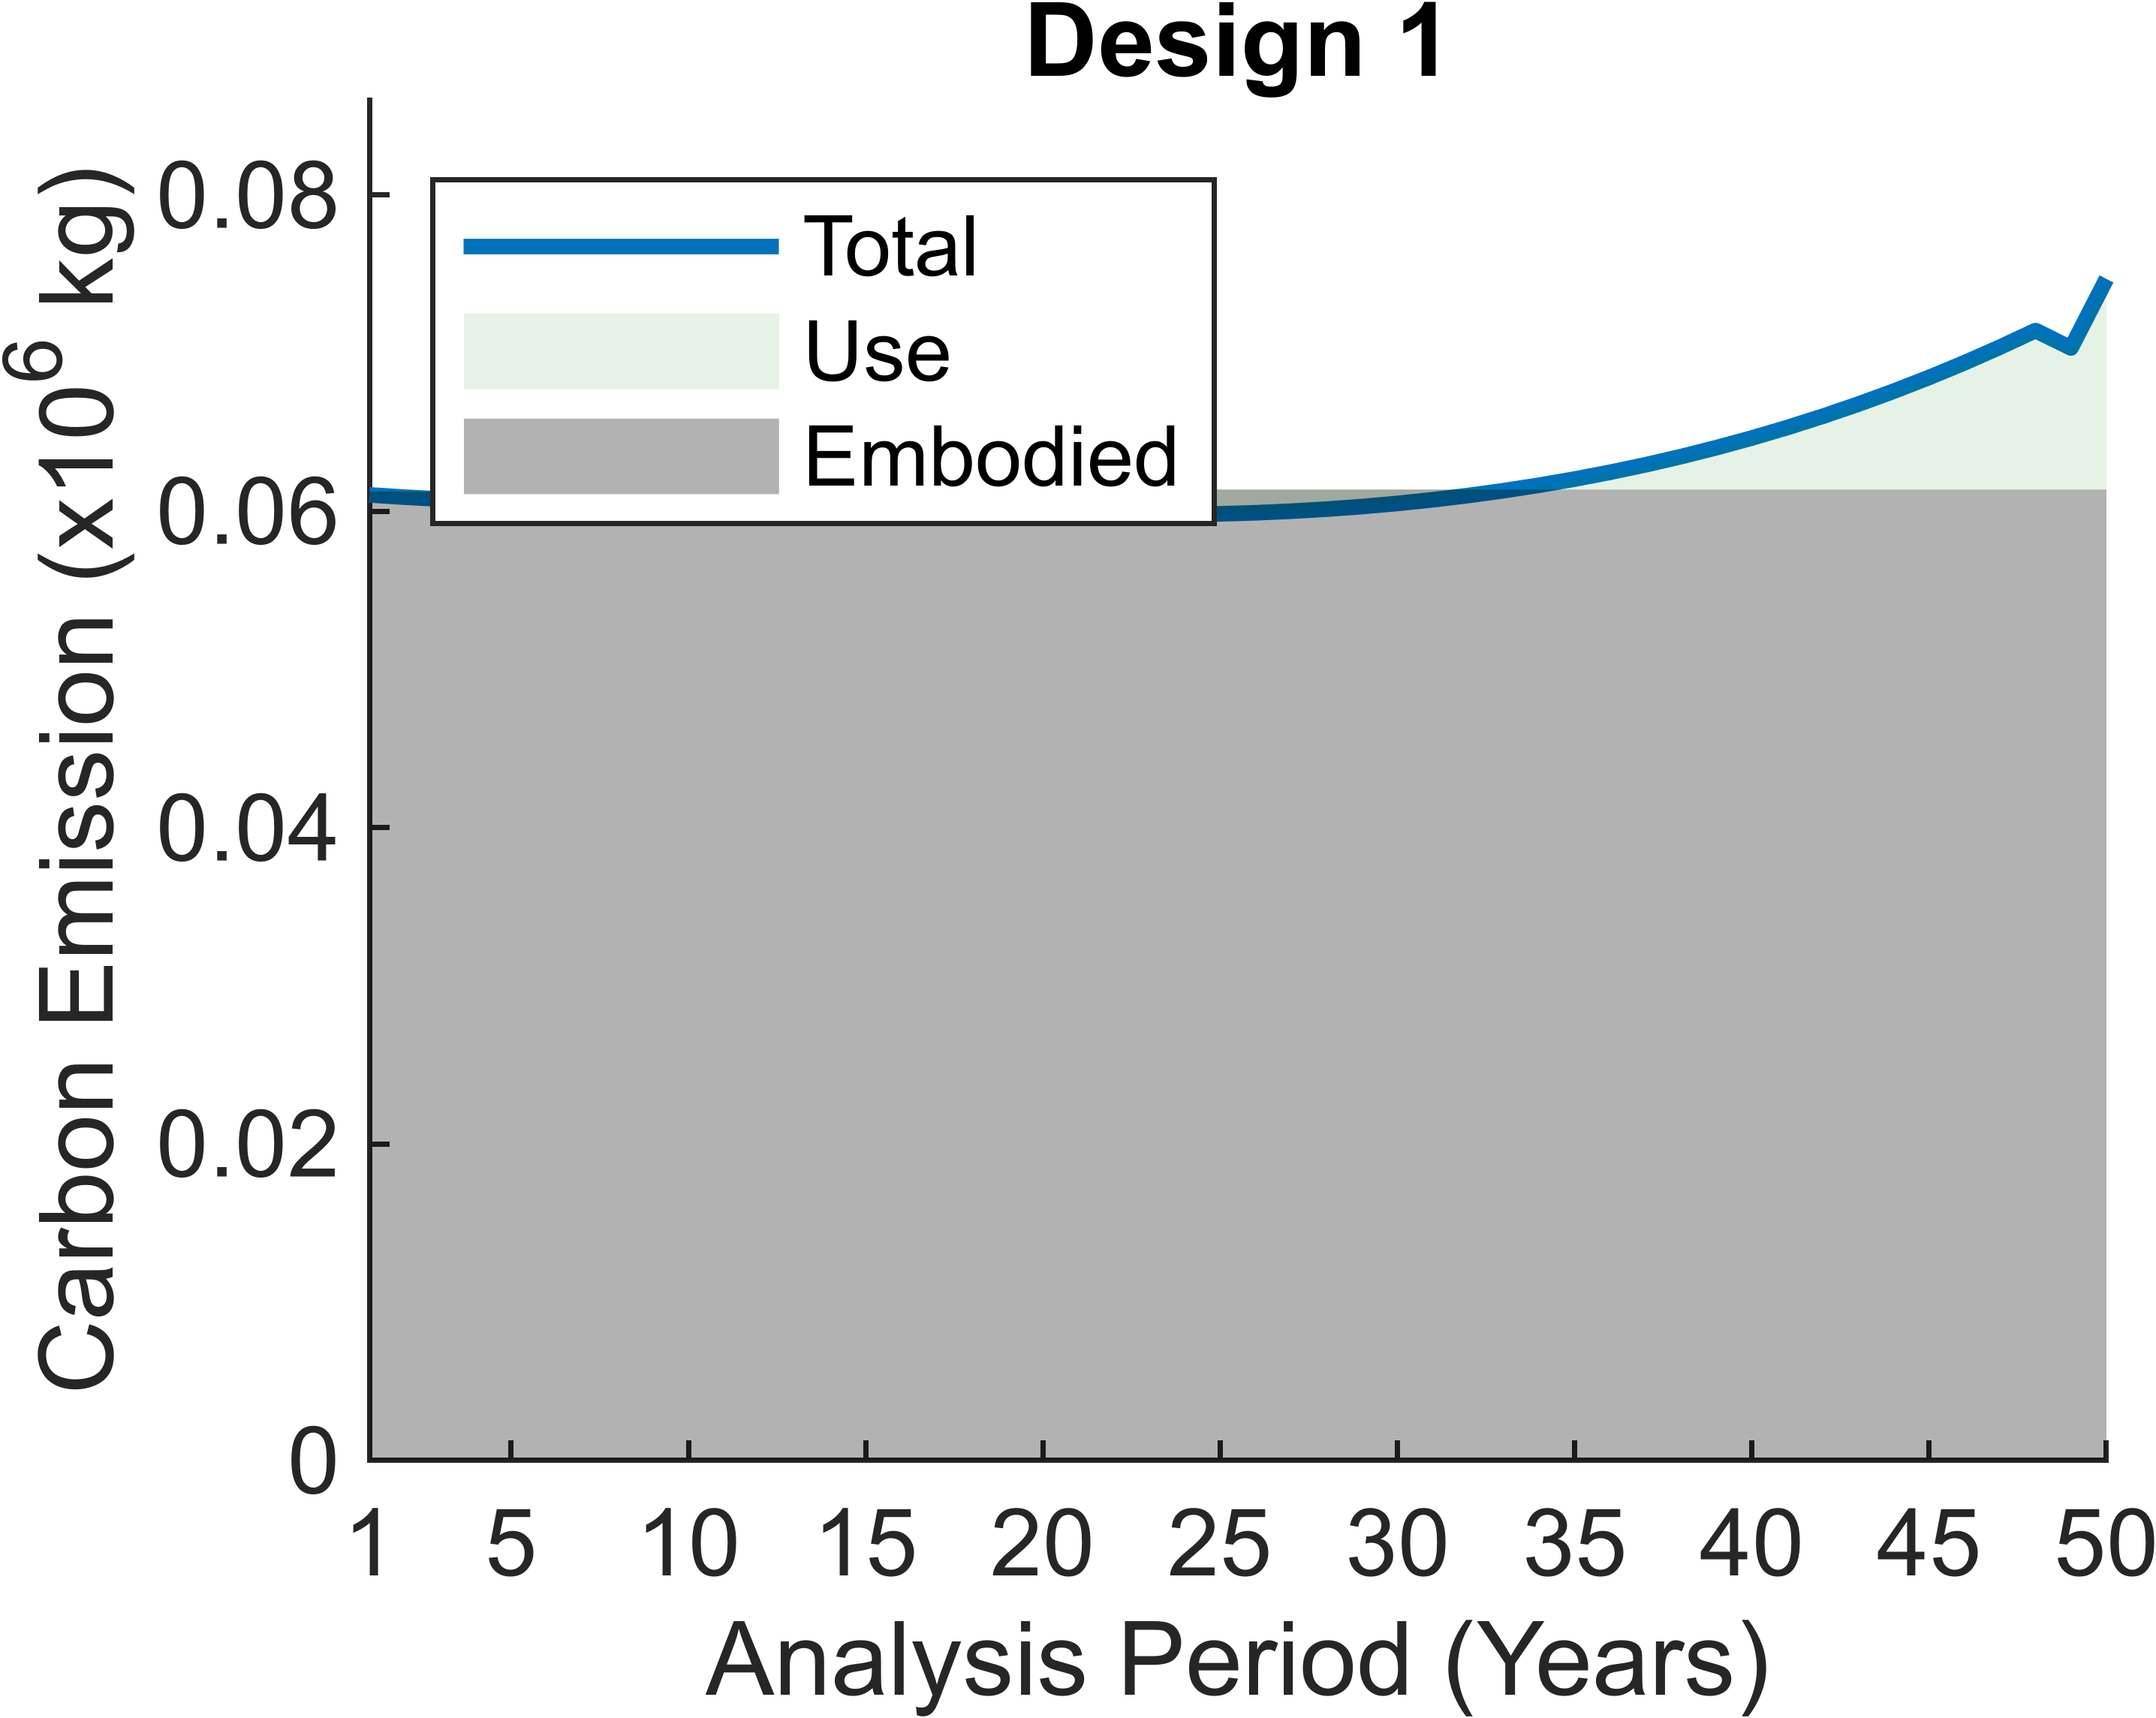 Design 1
Carbon Emission (x10^6 kg)
0.08
0.06
0.04
0.02
0
Total
Use
Embodied
1 5 10 15 20 25 30 35 40 45 50
Analysis Period (Years)